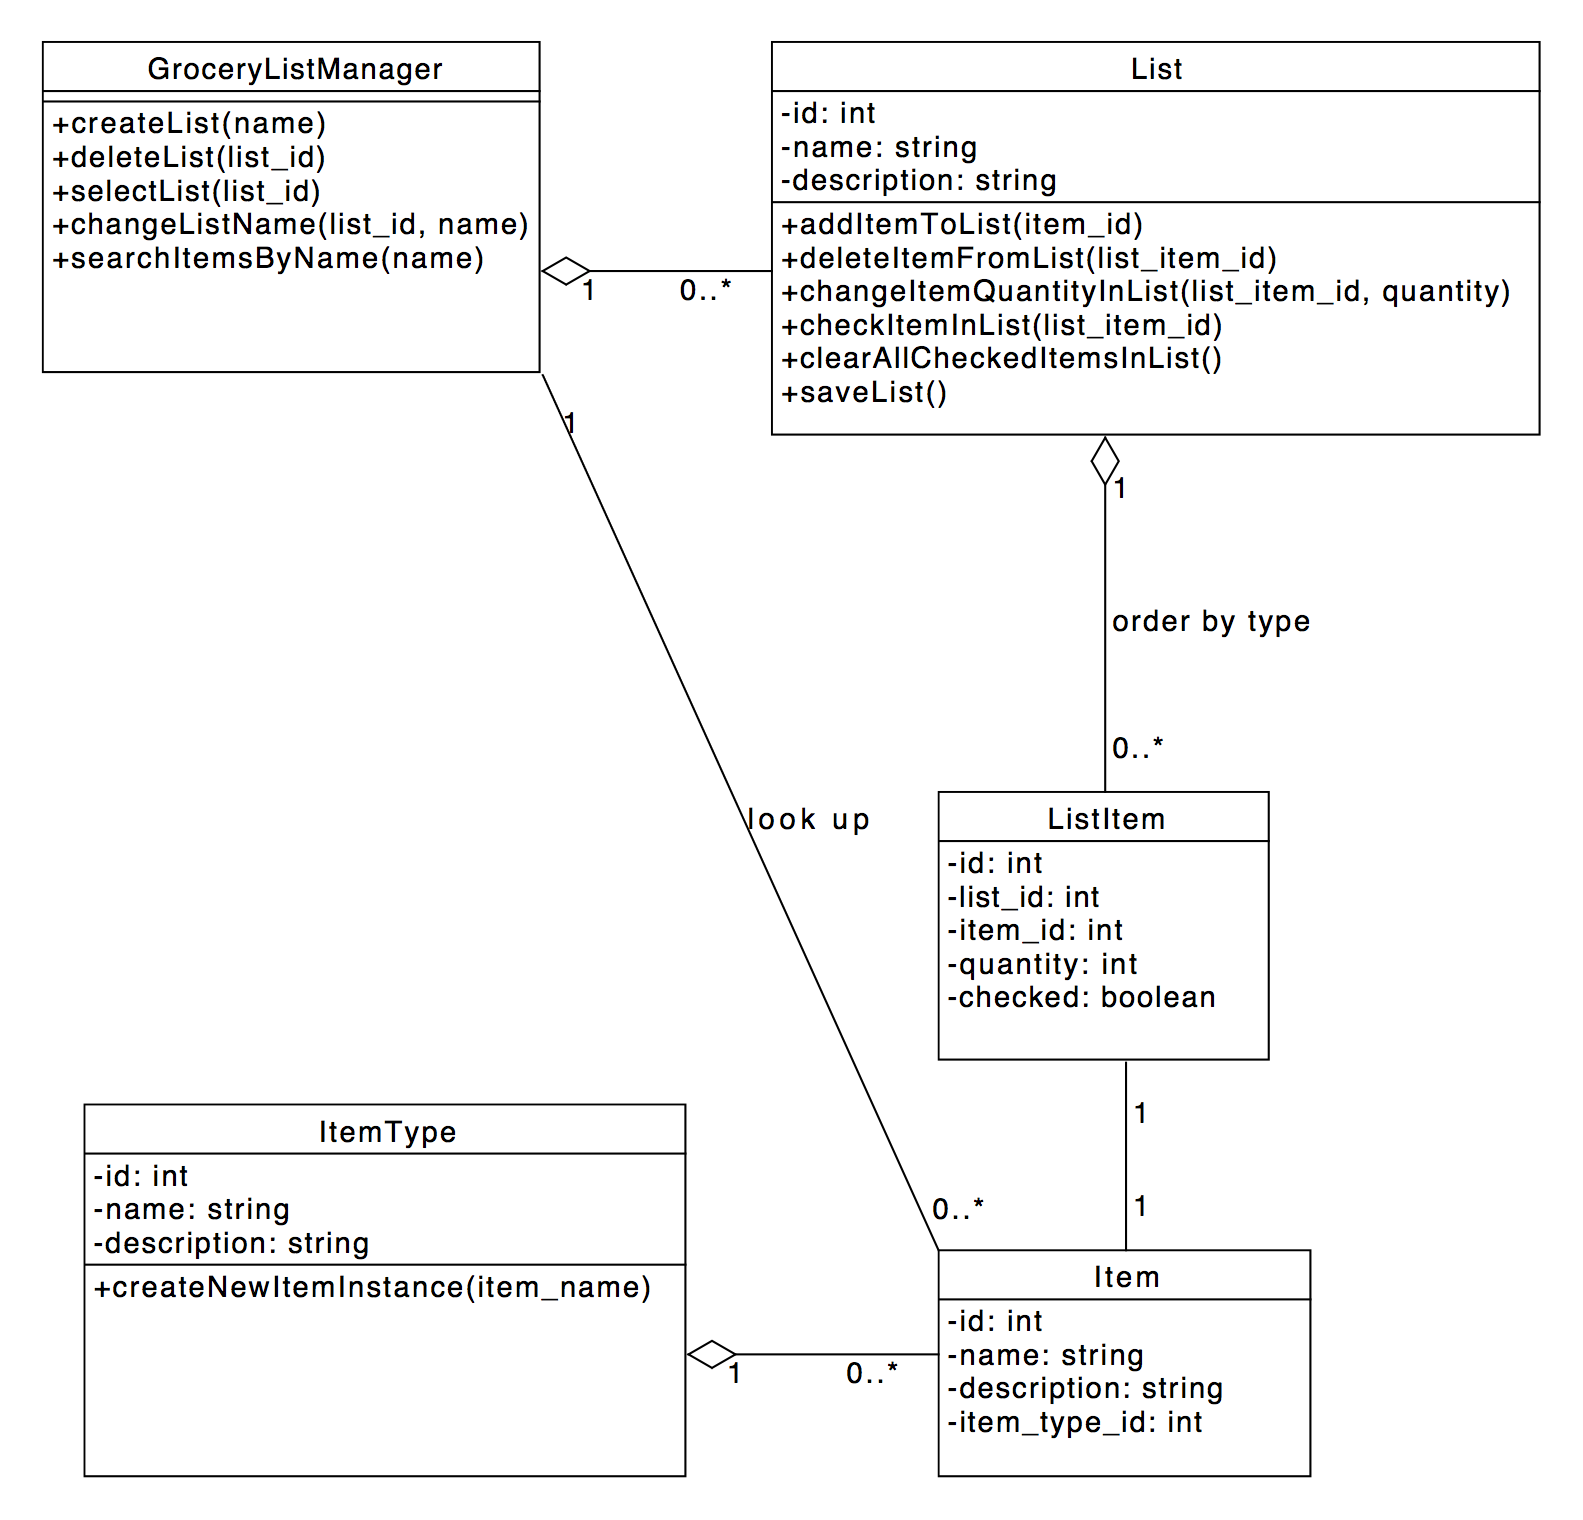 GroceryListManager
+createList(name)
+deleteList(list_id)
+selectList(list_id)
+changeListName(list_id, name)
+searchItemsByName(name)
List
-id: int
-name: string
-description: string
+addItemToList(item_id)
+deleteItemFromList(list_item_id)
+changeItemQuantityInList(list_item_id, quantity)
+checkItemInList(list_item_id)
+clearAllCheckedItemsInList()
+saveList()
1
0..*
1
1
order by type
0..*
look up
ListItem
-id: int
-list_id: int
-item_id: int
-quantity: int
-checked: boolean
1
1
0..*
ItemType
-id: int
-name: string
-description: string
+createNewItemInstance(item_name)
1
0..*
Item
-id: int
-name: string
-description: string
-item_type_id: int